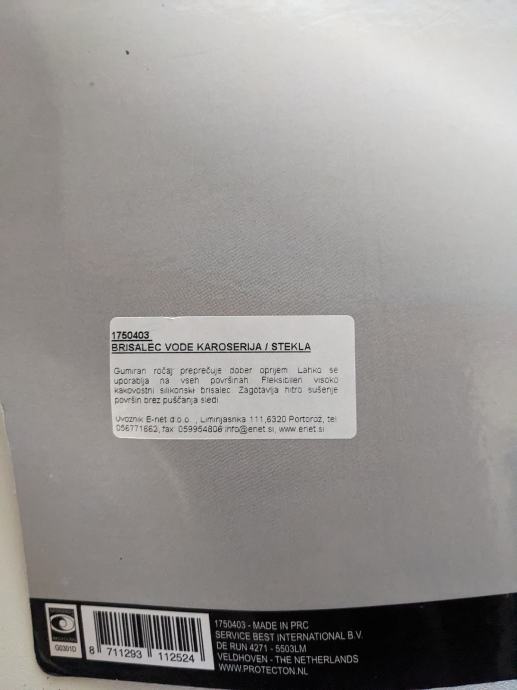 1750403
BRISALEC VODE KAROSERIJA / STEKLA
Gumiran ročaj preprečuje dober oprijem. Lahko se
uporablja na vseh površinah. Fleksibilen visoko
kakovostni silikonski brisalec. Zagotavlja hitro sušenje
površin brez puščanja sledi.
Uvoznik E-net d.o.o. , Liminjanska 111,6320 Portorož, tel
056771662, fax: 059954806 info@enet.si, www.enet.si
G0301D
8 711293 112524
1750403 - MADE IN PRC
SERVICE BEST INTERNATIONAL B.V.
DE RUN 4271 - 5503LM
VELDHOVEN - THE NETHERLANDS
WWW.PROTECTON.NL